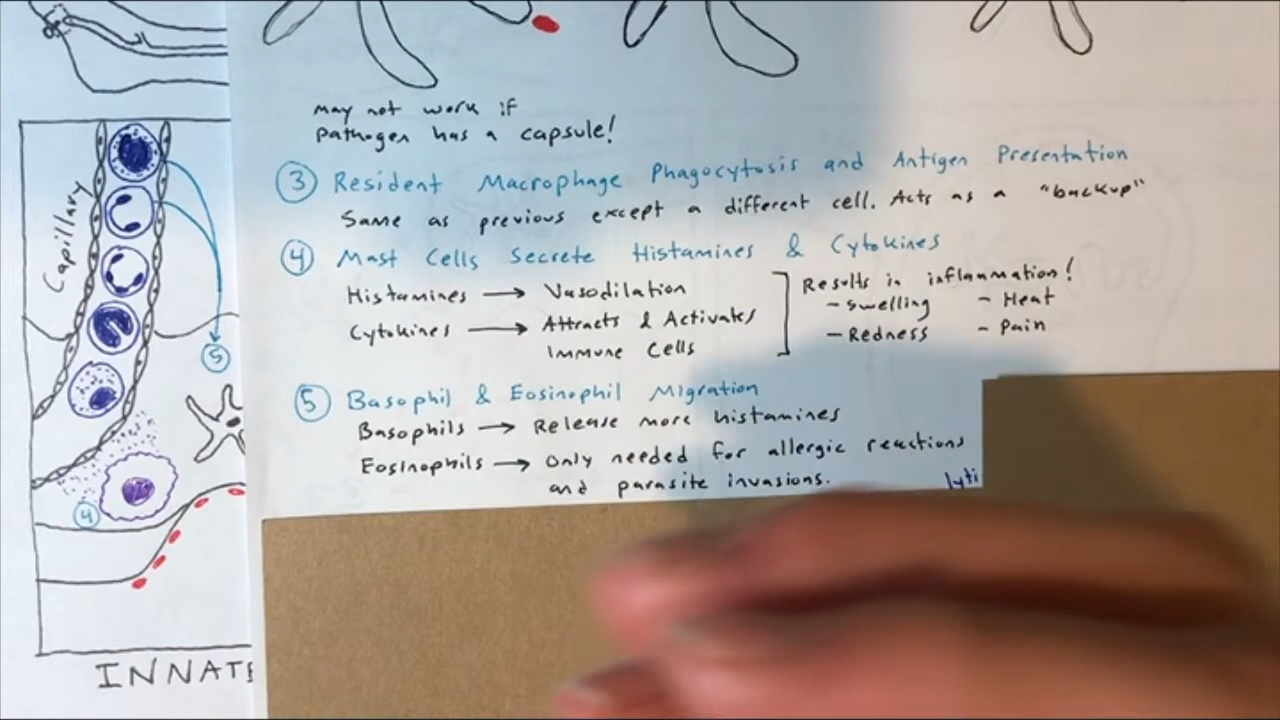 may not work if
pathogen has a capsule!
③ Resident Macrophage Phagocytosis and Antigen Presentation
Same as previous except a different cell. Acts as a "backup"
④ Mast Cells Secrete Histamines & Cytokines
Histamines → Vasodilation
Cytokines → Attracts & Activates
Immune Cells
Results in inflammation!
- Swelling - Heat
- Redness - Pain
⑤ Basophil & Eosinophil Migration
Basophils → Release more histamines
Eosinophils → Only needed for allergic reactions
and parasite invasions.
lyti
Capillary
⑤
④
INNATE